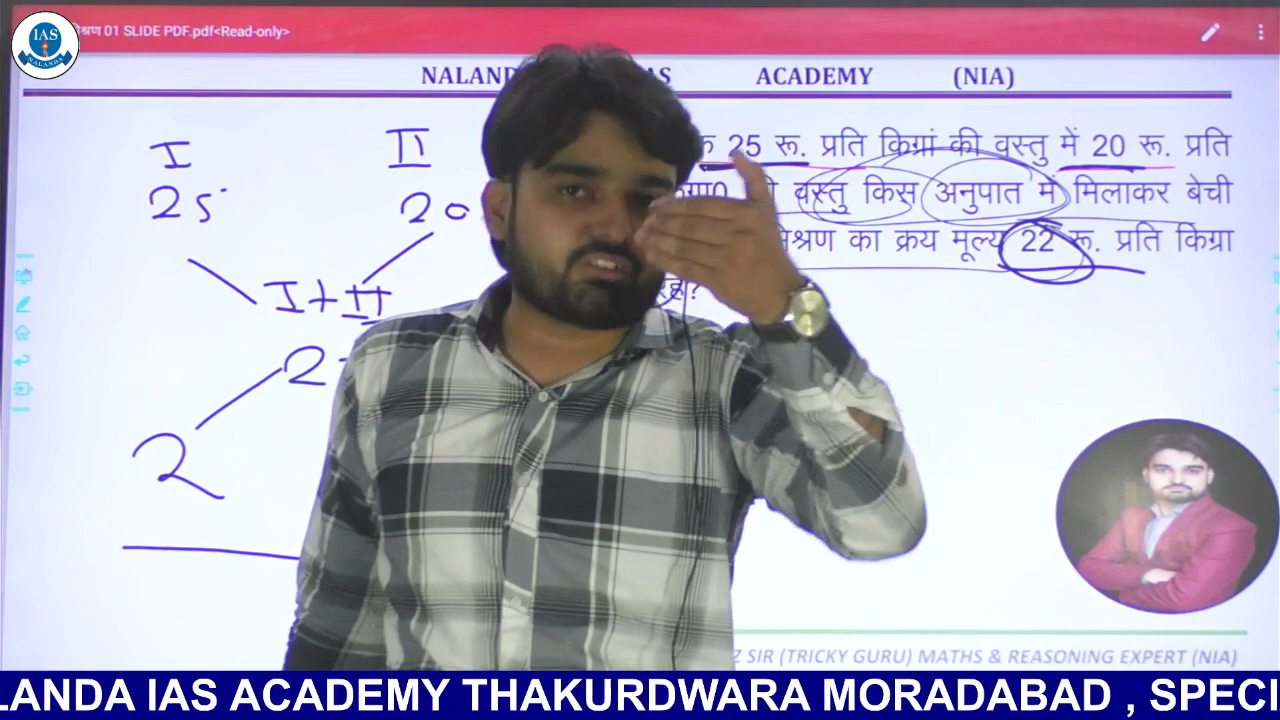 IAS
NALANDA
श्रण 01 SLIDE PDF.pdf<Read-only>
ACADEMY (NIA)
25 रू. प्रति किग्रां की वस्तु में 20 रू. प्रति
वस्तु किस अनुपात में मिलाकर बेची
का क्रय मूल्य 22 रू. प्रति किग्रा
I II
25 20
I+II
2
Z SIR (TRICKY GURU) MATHS & REASONING EXPERT (NIA)
LANDA IAS ACADEMY THAKURDWARA MORADABAD , SPECI